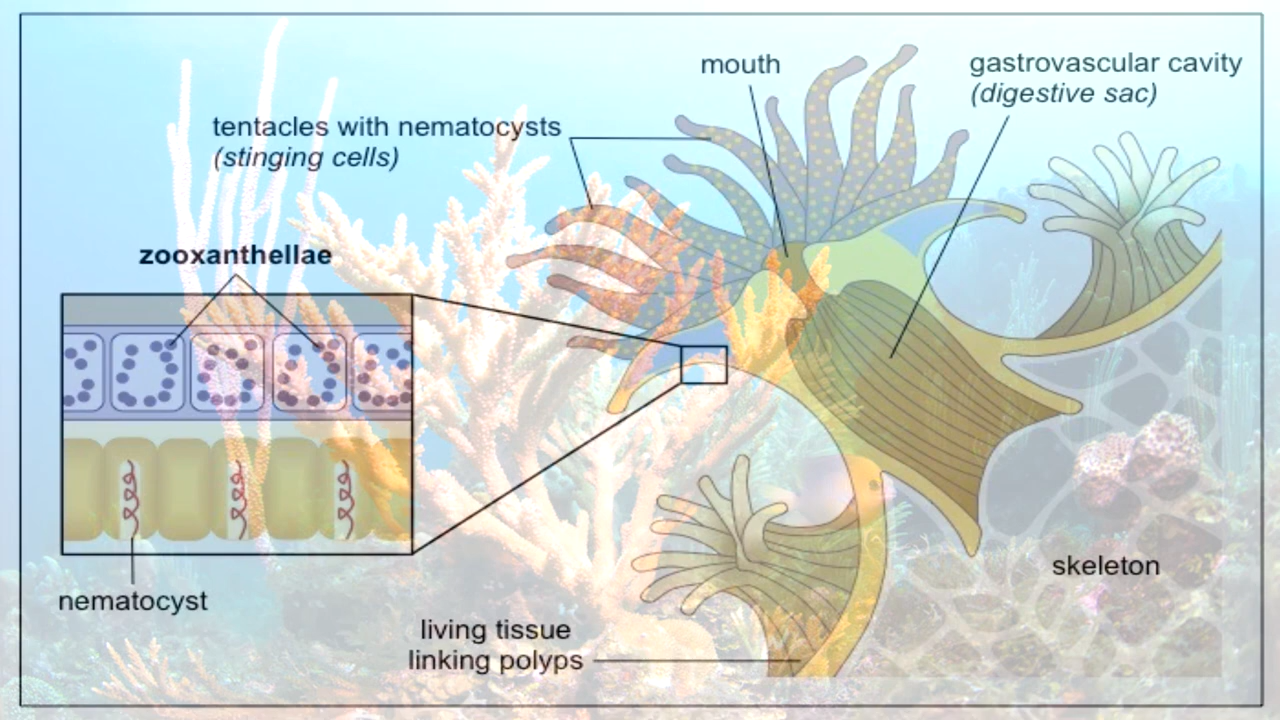 mouth
gastrovascular cavity
(digestive sac)
tentacles with nematocysts
(stinging cells)
zooxanthellae
nematocyst
living tissue
linking polyps
skeleton